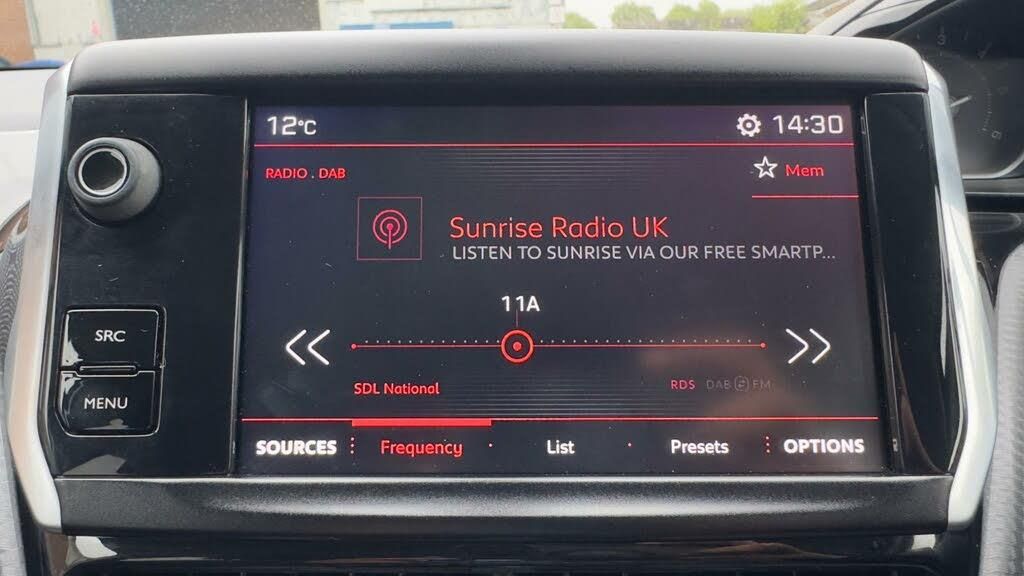 12°C
14:30
RADIO . DAB
Mem
Sunrise Radio UK
LISTEN TO SUNRISE VIA OUR FREE SMARTP...
11A
SRC
MENU
SDL National
RDS DAB FM
SOURCES Frequency List Presets OPTIONS